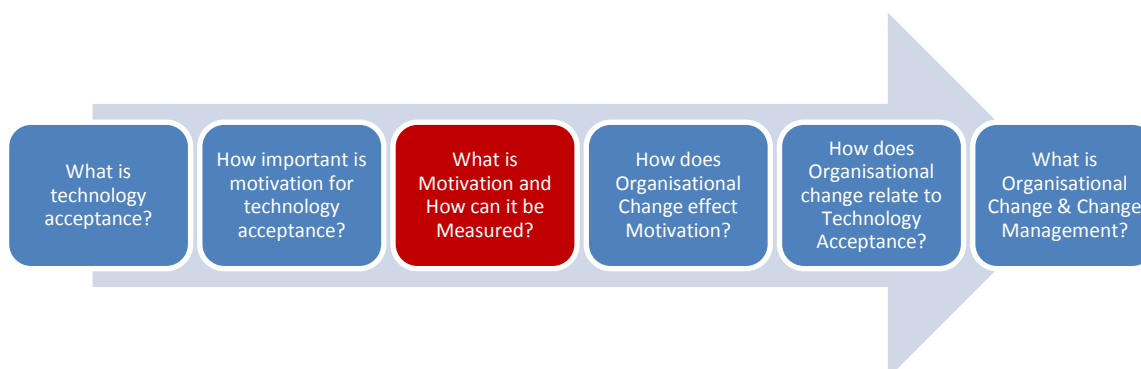 What is
technology
acceptance?
How important is
motivation for
technology
acceptance?
What is
Motivation and
How can it be
Measured?
How does
Organisational
Change effect
Motivation?
How does
Organisational
change relate to
Technology
Acceptance?
What is
Organisational
Change & Change
Management?